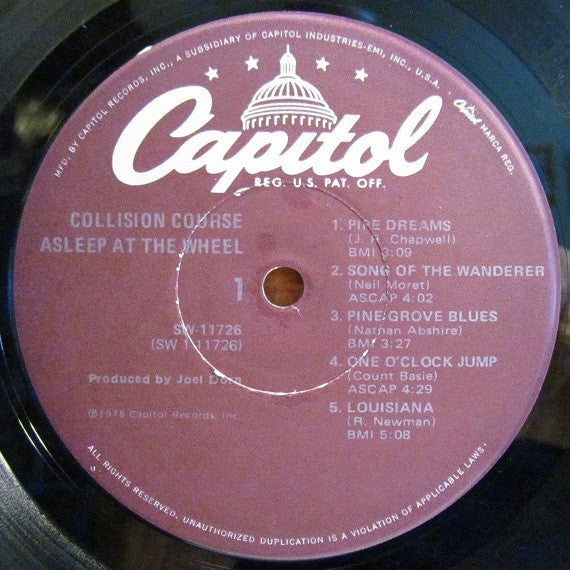 MFD. BY CAPITOL RECORDS, INC., A SUBSIDIARY OF CAPITOL INDUSTRIES-EMI, INC., U.S.A. • Capitol MARCA REG.
Capitol
REG. U.S. PAT. OFF.
COLLISION COURSE
ASLEEP AT THE WHEEL
1
SW-11726
(SW 1-11726)
Produced by Joel Dorn
℗1978 Capitol Records, Inc.
1. PIPE DREAMS
(J. R. Chapwell)
BMI 3:09
2. SONG OF THE WANDERER
(Neil Moret)
ASCAP 4:02
3. PINE GROVE BLUES
(Nathan Abshire)
BMI 3:27
4. ONE O'CLOCK JUMP
(Count Basie)
ASCAP 4:29
5. LOUISIANA
(R. Newman)
BMI 5:08
ALL RIGHTS RESERVED. UNAUTHORIZED DUPLICATION IS A VIOLATION OF APPLICABLE LAWS.